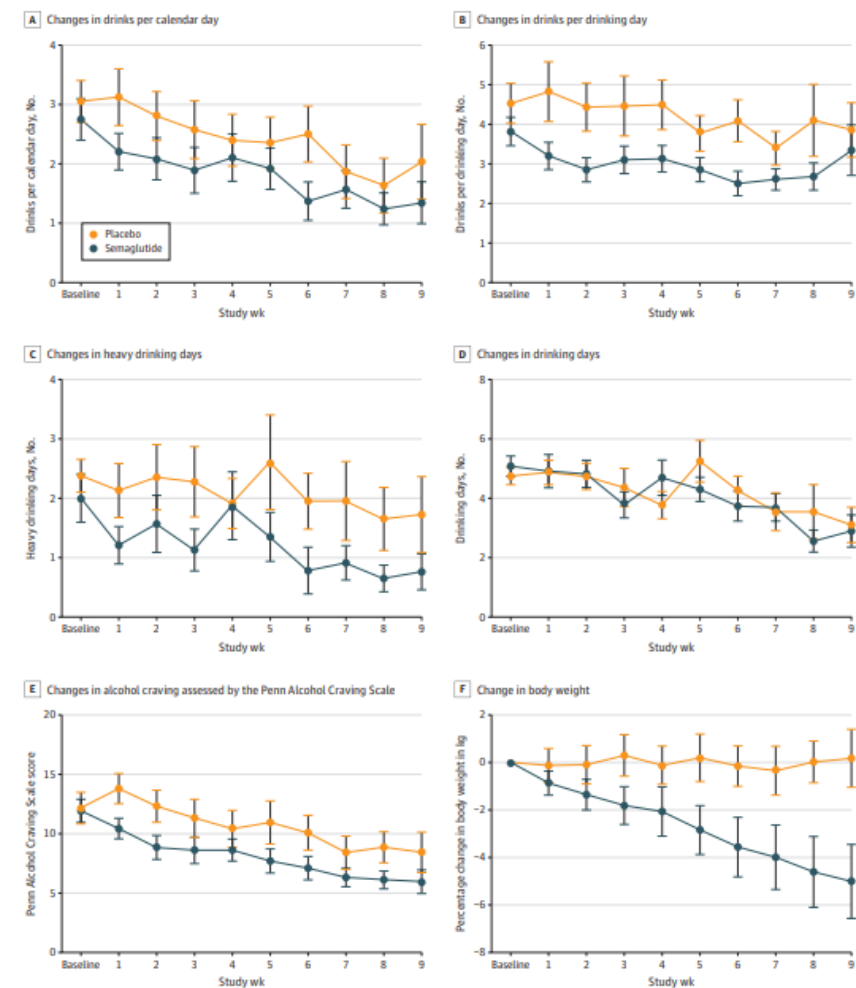 A Changes in drinks per calendar day
Drinks per calendar day, No.
4
3
2
1
0
Placebo
Semaglutide
Baseline 1 2 3 4 5 6 7 8 9
Study wk
B Changes in drinks per drinking day
Drinks per drinking day, No.
6
5
4
3
2
1
0
Baseline 1 2 3 4 5 6 7 8 9
Study wk
C Changes in heavy drinking days
Heavy drinking days, No.
4
3
2
1
0
Baseline 1 2 3 4 5 6 7 8 9
Study wk
D Changes in drinking days
Drinking days, No.
8
6
4
2
0
Baseline 1 2 3 4 5 6 7 8 9
Study wk
E Changes in alcohol craving assessed by the Penn Alcohol Craving Scale
Penn Alcohol Craving Scale score
20
15
10
5
0
Baseline 1 2 3 4 5 6 7 8 9
Study wk
F Change in body weight
Percentage change in body weight in kg
2
0
−2
−4
−6
−8
Baseline 1 2 3 4 5 6 7 8 9
Study wk